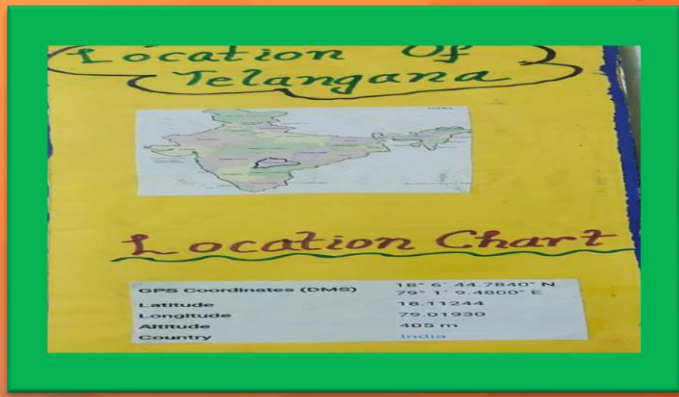 Location Of
Telangana
Location Chart
GPS Coordinates (DMS) 18° 6' 44.7840" N
79° 1' 9.4800" E
Latitude 18.11244
Longitude 79.01930
Altitude 405 m
Country India